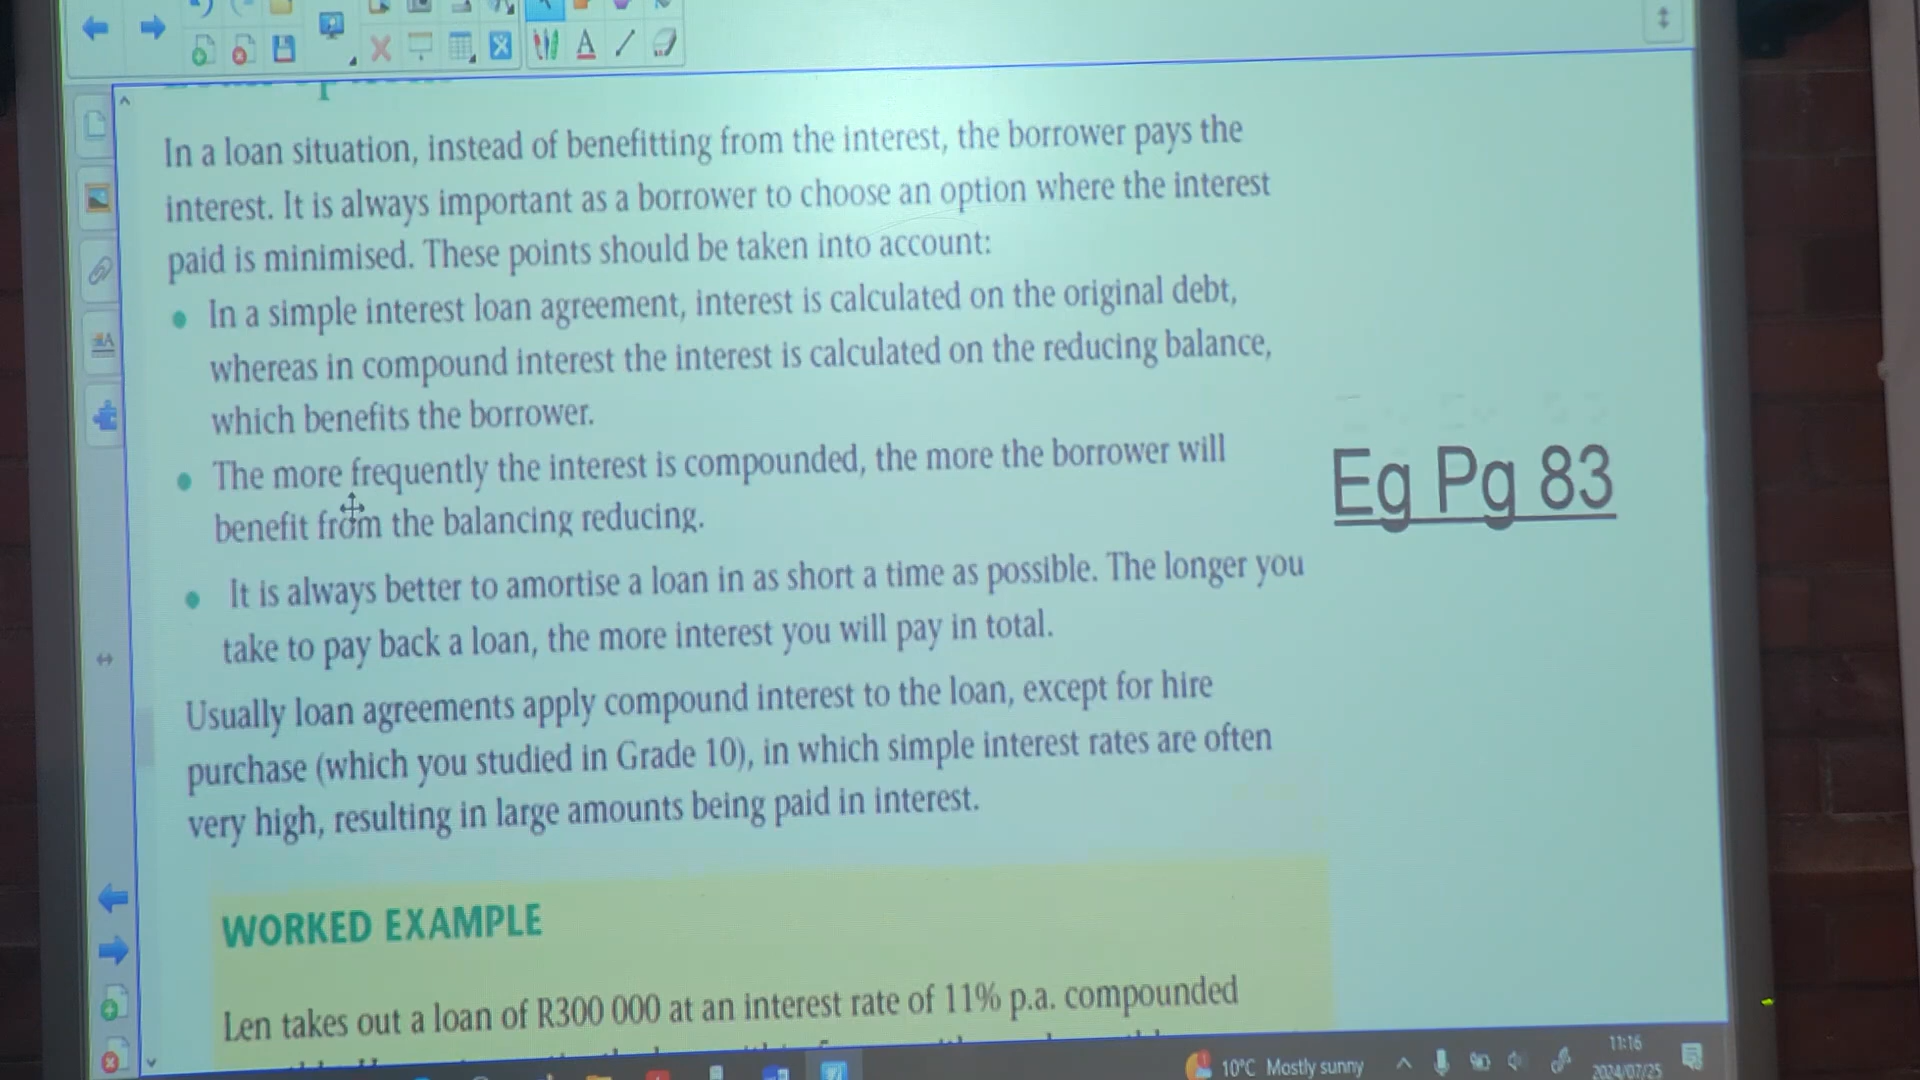 In a loan situation, instead of benefitting from the interest, the borrower pays the
interest. It is always important as a borrower to choose an option where the interest
paid is minimised. These points should be taken into account:
• In a simple interest loan agreement, interest is calculated on the original debt,
whereas in compound interest the interest is calculated on the reducing balance,
which benefits the borrower.
• The more frequently the interest is compounded, the more the borrower will
benefit from the balancing reducing.
• It is always better to amortise a loan in as short a time as possible. The longer you
take to pay back a loan, the more interest you will pay in total.
Usually loan agreements apply compound interest to the loan, except for hire
purchase (which you studied in Grade 10), in which simple interest rates are often
very high, resulting in large amounts being paid in interest.
Eg Pg 83
WORKED EXAMPLE
Len takes out a loan of R300 000 at an interest rate of 11% p.a. compounded
10°C Mostly sunny
11:16
2024/07/25